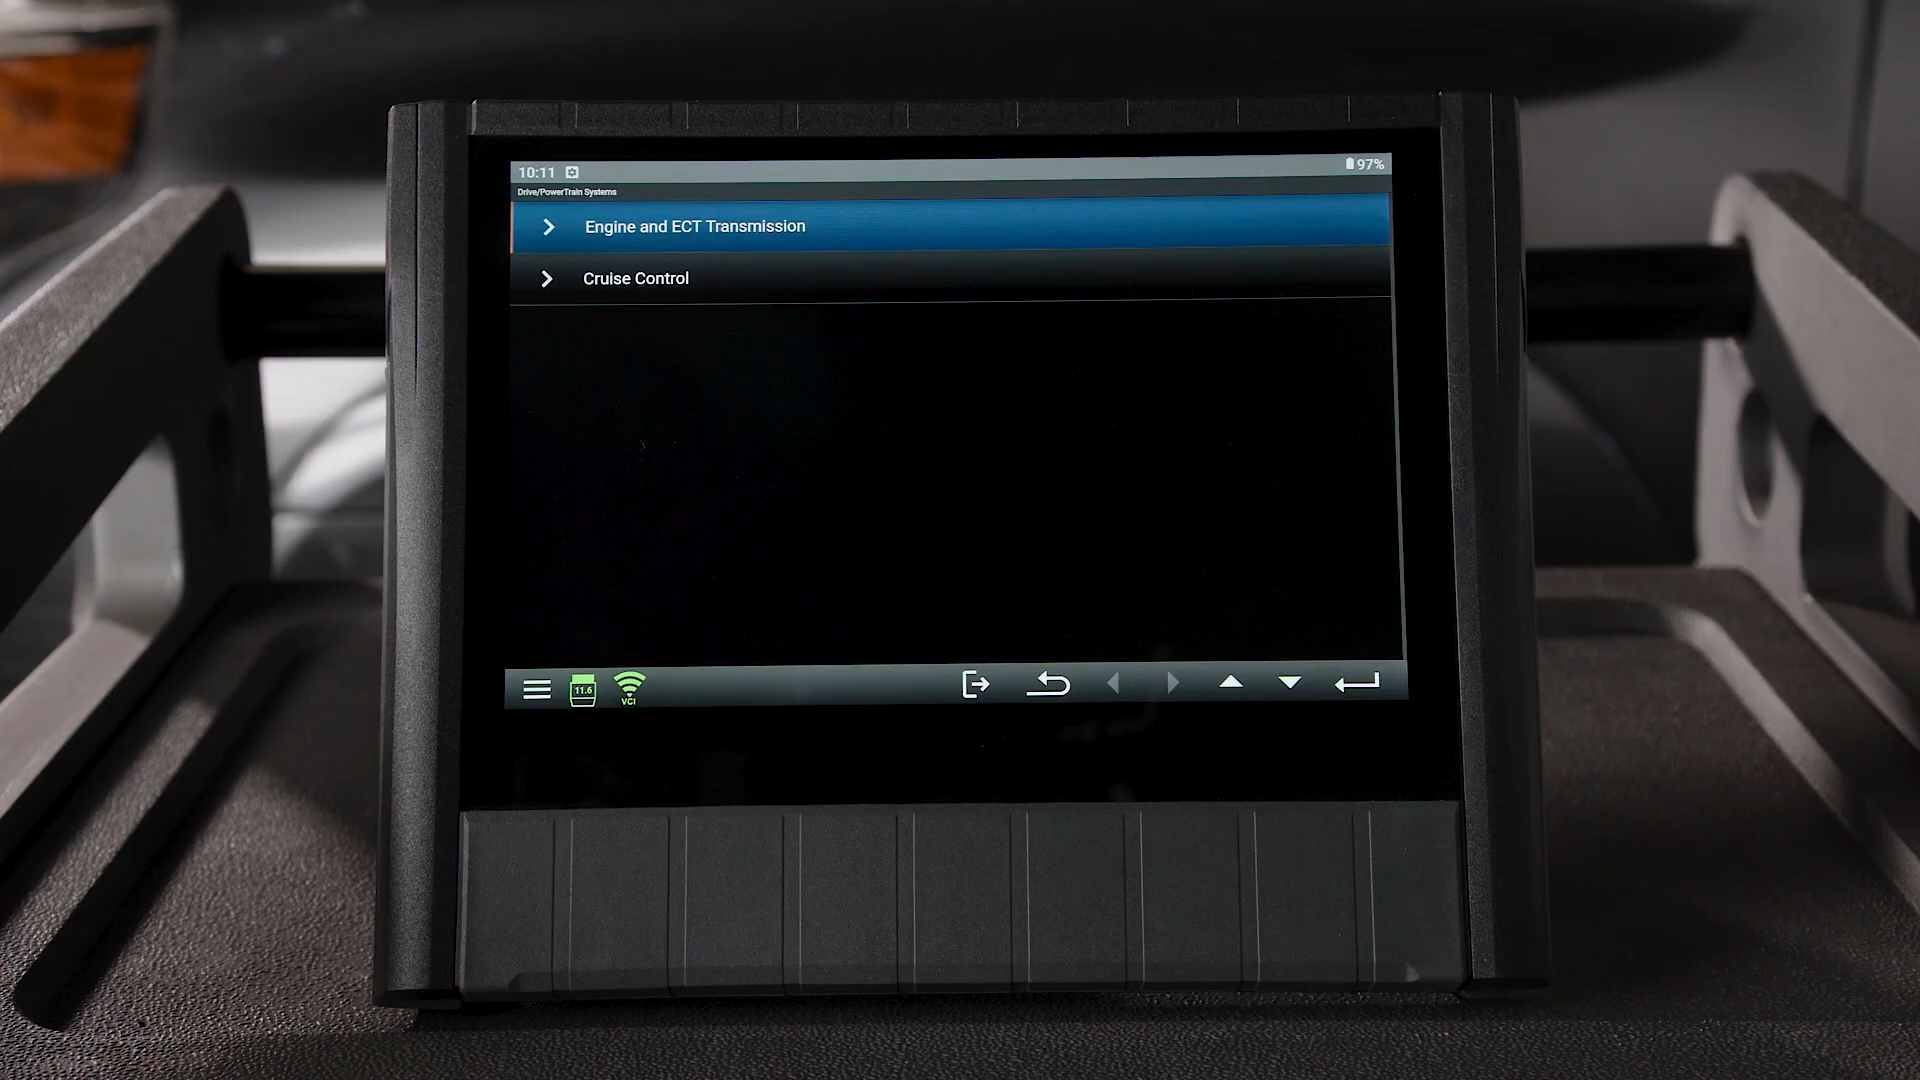 10:11
97%
Drive/PowerTrain Systems
Engine and ECT Transmission
Cruise Control
11.6
VCI